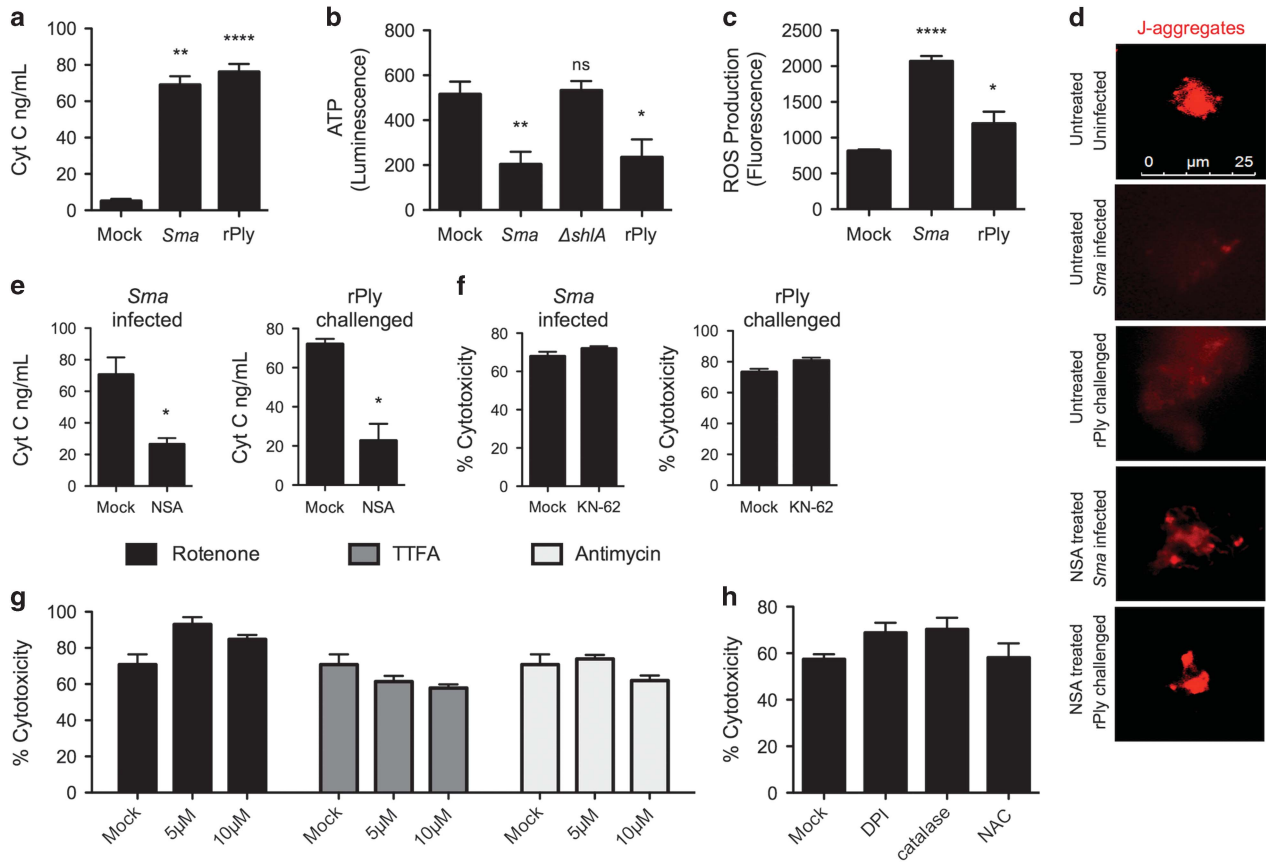 a
Cyt C ng/mL
100
80
60
40
20
0
**
****
Mock Sma rPly
b
ATP
(Luminescence)
800
600
400
200
0
**
ns
*
Mock Sma ΔshlA rPly
c
ROS Production
(Fluorescence)
2500
2000
1500
1000
500
0
****
*
Mock Sma rPly
d
J-aggregates
Untreated
Uninfected
0 µm 25
Untreated
Sma infected
Untreated
rPly challenged
NSA treated
Sma infected
NSA treated
rPly challenged
e
Sma
infected
Cyt C ng/mL
100
80
60
40
20
0
*
Mock NSA
rPly
challenged
Cyt C ng/mL
80
60
40
20
0
*
Mock NSA
f
Sma
infected
% Cytotoxicity
80
60
40
20
0
Mock KN-62
rPly
challenged
% Cytotoxicity
100
80
60
40
20
0
Mock KN-62
Rotenone
TTFA
Antimycin
g
% Cytotoxicity
100
80
60
40
20
0
Mock 5µM 10µM
Mock 5µM 10µM
Mock 5µM 10µM
h
% Cytotoxicity
80
60
40
20
0
Mock DPI catalase NAC